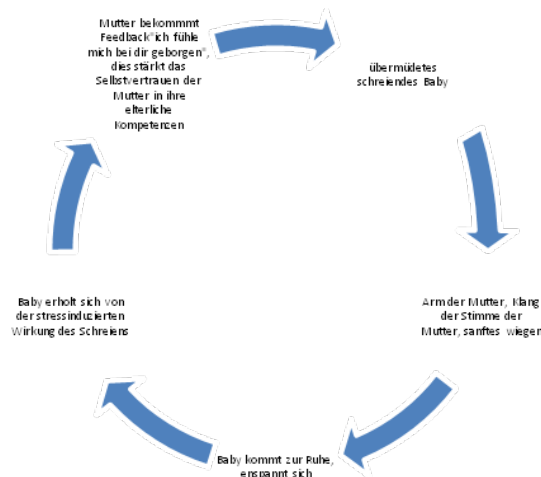 Mutter bekommmt
Feedback"ich fühle
mich bei dir geborgen",
dies stärkt das
Selbstvertrauen der
Mutter in ihre
elterliche
Kompetenzen
übermüdetes
schreiendes Baby
Arm der Mutter, Klang
der Stimme der
Mutter, sanftes wiegen
Baby kommt zur Ruhe,
enspannt sich
Baby erholt sich von
der stressinduzierten
Wirkung des Schreiens